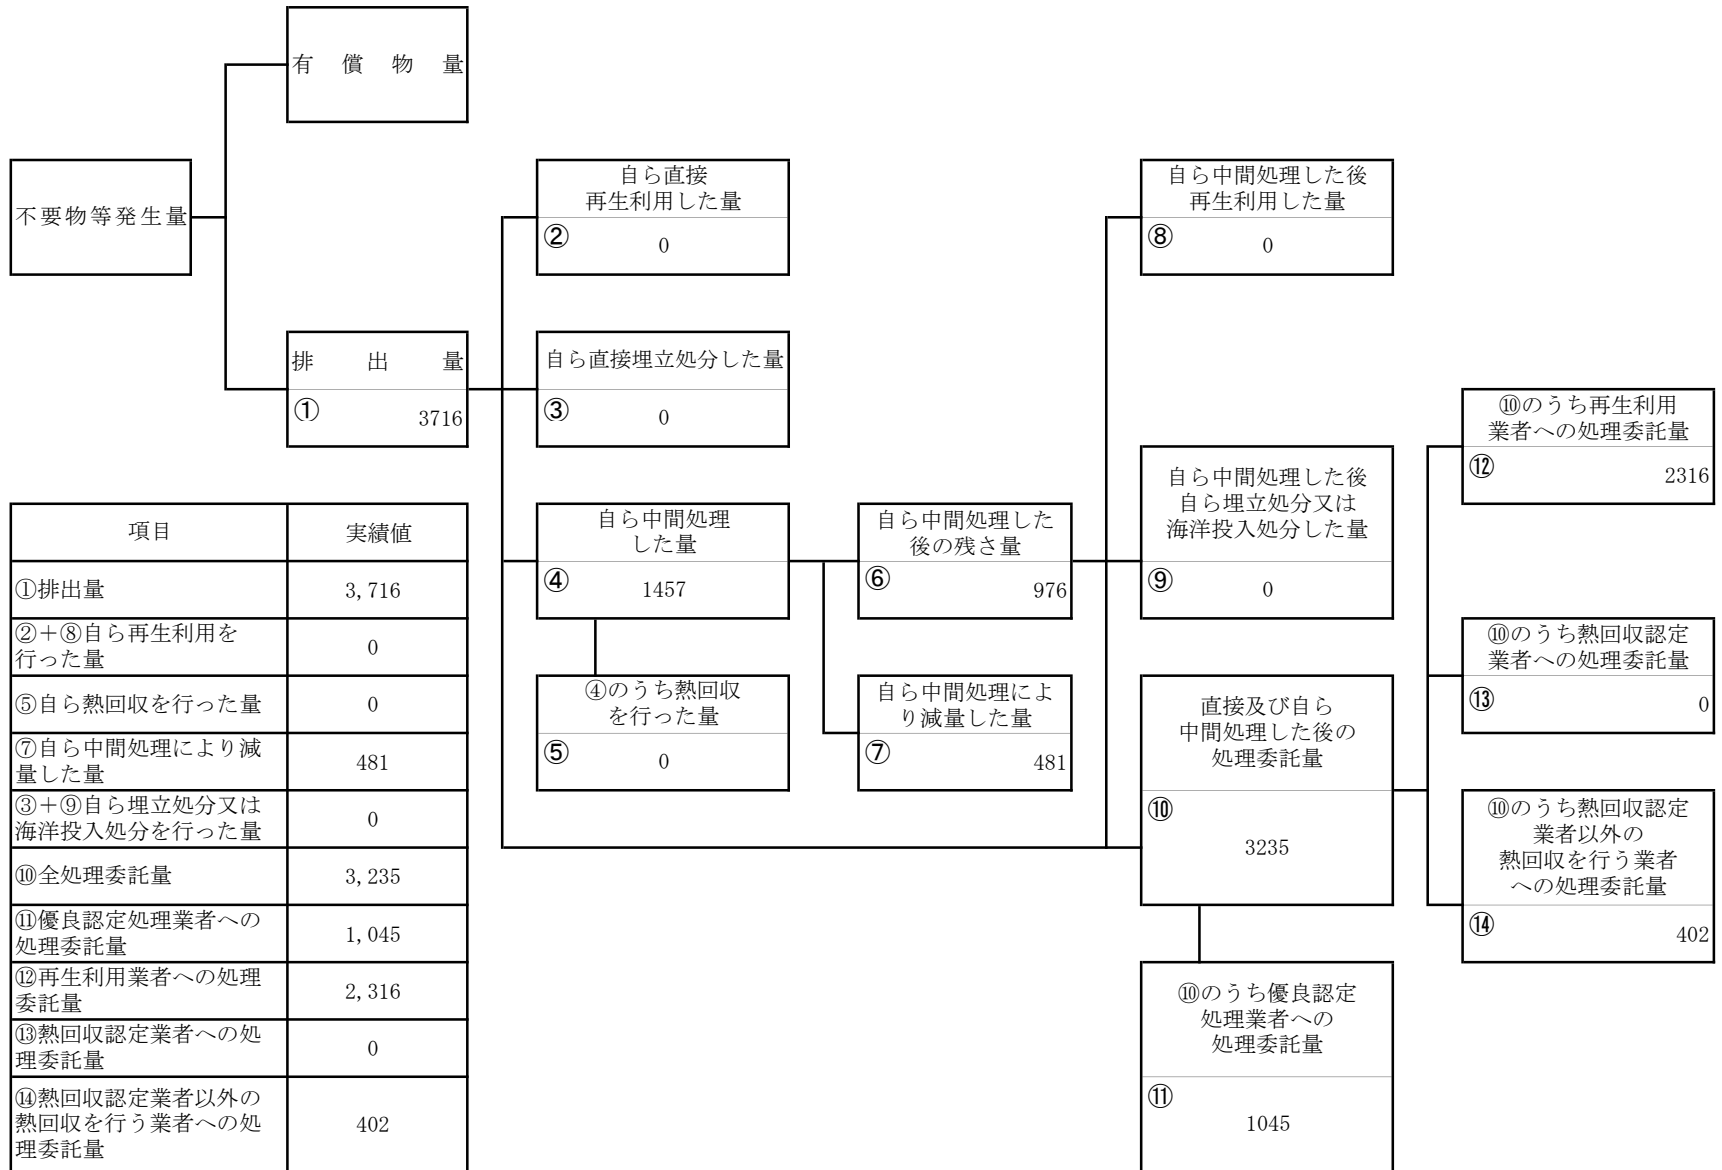 有償物量
不要物等発生量
排出量
①
3716
自ら直接
再生利用した量
②
0
自ら直接埋立処分した量
③
0
自ら中間処理
した量
④
1457
④のうち熱回収
を行った量
⑤
0
自ら中間処理した
後の残さ量
⑥
976
自ら中間処理によ
り減量した量
⑦
481
自ら中間処理した後
再生利用した量
⑧
0
自ら中間処理した後
自ら埋立処分又は
海洋投入処分した量
⑨
0
直接及び自ら
中間処理した後の
処理委託量
⑩
3235
⑩のうち優良認定
処理業者への
処理委託量
⑪
1045
⑩のうち再生利用
業者への処理委託量
⑫
2316
⑩のうち熱回収認定
業者への処理委託量
⑬
0
⑩のうち熱回収認定
業者以外の
熱回収を行う業者
への処理委託量
⑭
402
項目 実績値
①排出量 3,716
②＋⑧自ら再生利用を
行った量 0
⑤自ら熱回収を行った量 0
⑦自ら中間処理により減
量した量 481
③＋⑨自ら埋立処分又は
海洋投入処分を行った量 0
⑩全処理委託量 3,235
⑪優良認定処理業者への
処理委託量 1,045
⑫再生利用業者への処理
委託量 2,316
⑬熱回収認定業者への処
理委託量 0
⑭熱回収認定業者以外の
熱回収を行う業者への処
理委託量 402